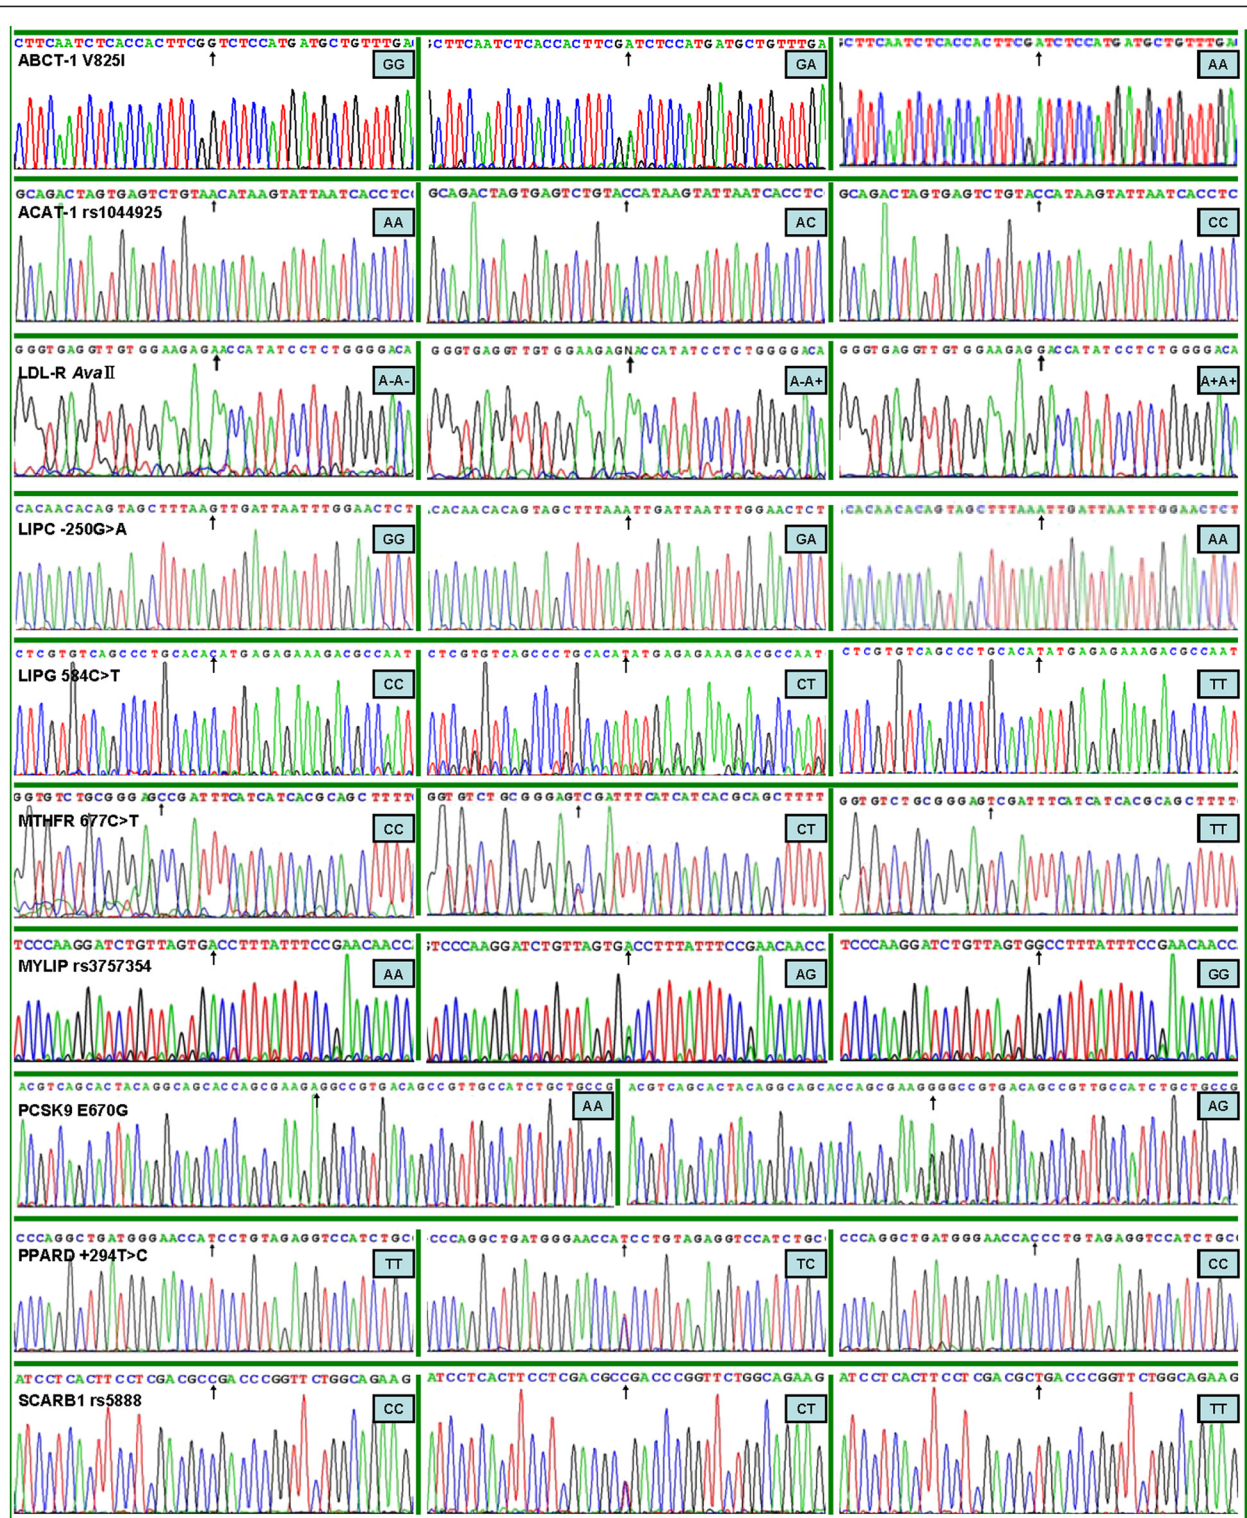 CTTCAATCTCACCACTTCGGTCTCCATGATGCTGTTTGA
CTTCAATCTCACCACTTCGATCTCCATGATGCTGTTTGA
CTTCAATCTCACCACTTCGATCTCCATGATGCTGTTTGA
ABCT-1 V825I
GG
GA
AA
GCAGACTAGTGAGTCTGTAACATAAGTATTAATCACCTC
GCAGACTAGTGAGTCTGTACCATAAGTATTAATCACCTC
GCAGACTAGTGAGTCTGTACCATAAGTATTAATCACCTC
ACAT-1 rs1044925
AA
AC
CC
GGGTGAGGTTGTGGAAGAGAACCATATCCTCTGGGGACA
GGGTGAGGTTGTGGAAGAGNACCATATCCTCTGGGGACA
GGGTGAGGTTGTGGAAGAGGACCATATCCTCTGGGGACA
LDL-R AvaⅡ
A-A-
A-A+
A+A+
CACAACACAGTAGCTTTAAGTTGATTAATTTGGAACTCT
CACAACACAGTAGCTTTAAATTGATTAATTTGGAACTCT
CACAACACAGTAGCTTTAAATTGATTAATTTGGAACTCT
LIPC -250G>A
GG
GA
AA
CTCGTGTCAGCCCTGCACACATGAGAGAAAGACGCCAAT
CTCGTGTCAGCCCTGCACATATGAGAGAAAGACGCCAAT
CTCGTGTCAGCCCTGCACATATGAGAGAAAGACGCCAAT
LIPG 584C>T
CC
CT
TT
GGTGTCTGCGGGAGCCGATTTCATCATCACGCAGCTTTT
GGTGTCTGCGGGAGTCGATTTCATCATCACGCAGCTTTT
GGTGTCTGCGGGAGTCGATTTCATCATCACGCAGCTTTT
MTHFR 677C>T
CC
CT
TT
TCCCAAGGATCTGTTAGTGACCTTTATTTCCGAACAACC
TCCCAAGGATCTGTTAGTGACCTTTATTTCCGAACAACC
TCCCAAGGATCTGTTAGTGGCCTTTATTTCCGAACAACC
MYLIP rs3757354
AA
AG
GG
ACGTCAGCACTACAGGCAGCACCAGCGAAGAGGCCGTGACAGCCGTTGCCATCTGCTGCCG
ACGTCAGCACTACAGGCAGCACCAGCGAAGGGGCCGTGACAGCCGTTGCCATCTGCTGCCG
PCSK9 E670G
AA
AG
CCCAGGCTGATGGGAACCATCCTGTAGAGGTCCATCTGC
CCCAGGCTGATGGGAACCATCCTGTAGAGGTCCATCTGC
CCCAGGCTGATGGGAACCACCCTGTAGAGGTCCATCTGC
PPARD +294T>C
TT
TC
CC
ATCCTCACTTCCTCGACGCCGACCCGGTTCTGGCAGAAG
ATCCTCACTTCCTCGACGCCGACCCGGTTCTGGCAGAAG
ATCCTCACTTCCTCGACGCTGACCCGGTTCTGGCAGAAG
SCARB1 rs5888
CC
CT
TT